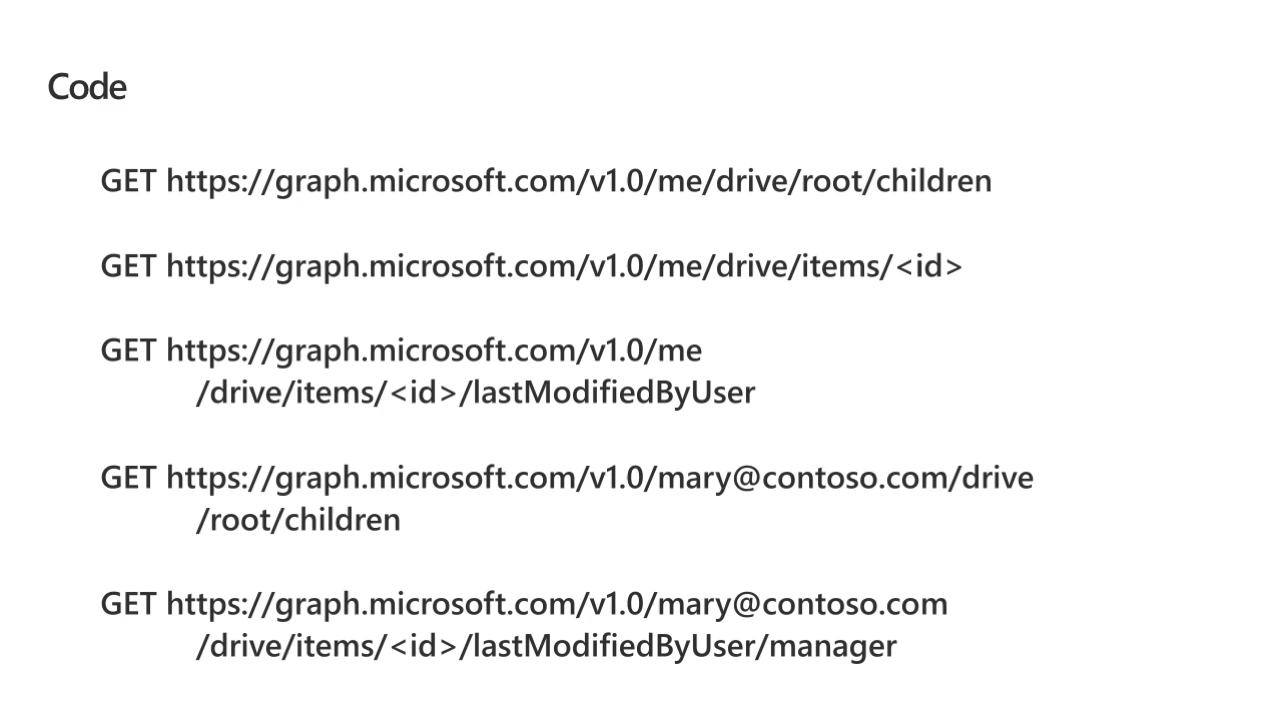 Code
GET https://graph.microsoft.com/v1.0/me/drive/root/children
GET https://graph.microsoft.com/v1.0/me/drive/items/<id>
GET https://graph.microsoft.com/v1.0/me
/drive/items/<id>/lastModifiedByUser
GET https://graph.microsoft.com/v1.0/mary@contoso.com/drive
/root/children
GET https://graph.microsoft.com/v1.0/mary@contoso.com
/drive/items/<id>/lastModifiedByUser/manager